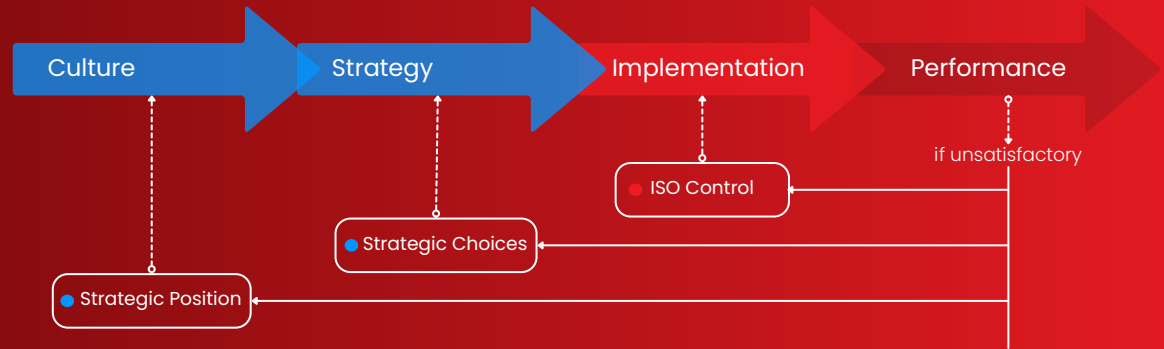 Culture
Strategy
Implementation
Performance
if unsatisfactory
ISO Control
Strategic Choices
Strategic Position